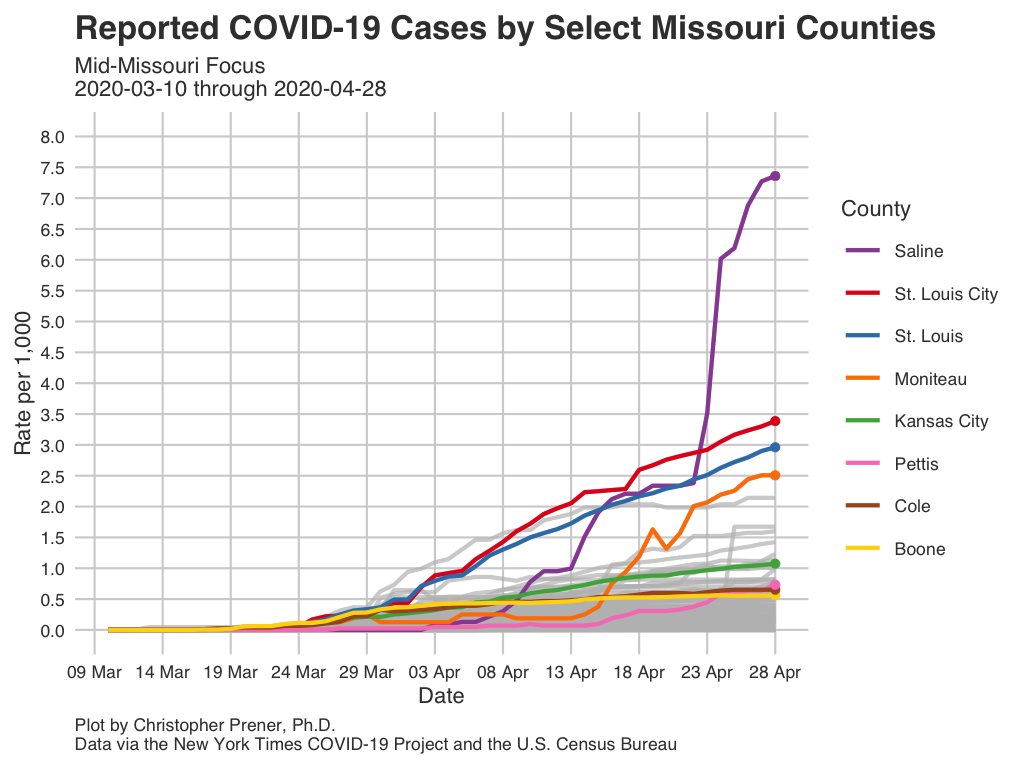 Reported COVID-19 Cases by Select Missouri Counties
Mid-Missouri Focus
2020-03-10 through 2020-04-28
8.0
7.5
7.0
6.5
6.0
5.5
5.0
4.5
4.0
3.5
3.0
2.5
2.0
1.5
1.0
0.5
0.0
Rate per 1,000
09 Mar 14 Mar 19 Mar 24 Mar 29 Mar 03 Apr 08 Apr 13 Apr 18 Apr 23 Apr 28 Apr
Date
County
Saline
St. Louis City
St. Louis
Moniteau
Kansas City
Pettis
Cole
Boone
Plot by Christopher Prener, Ph.D.
Data via the New York Times COVID-19 Project and the U.S. Census Bureau